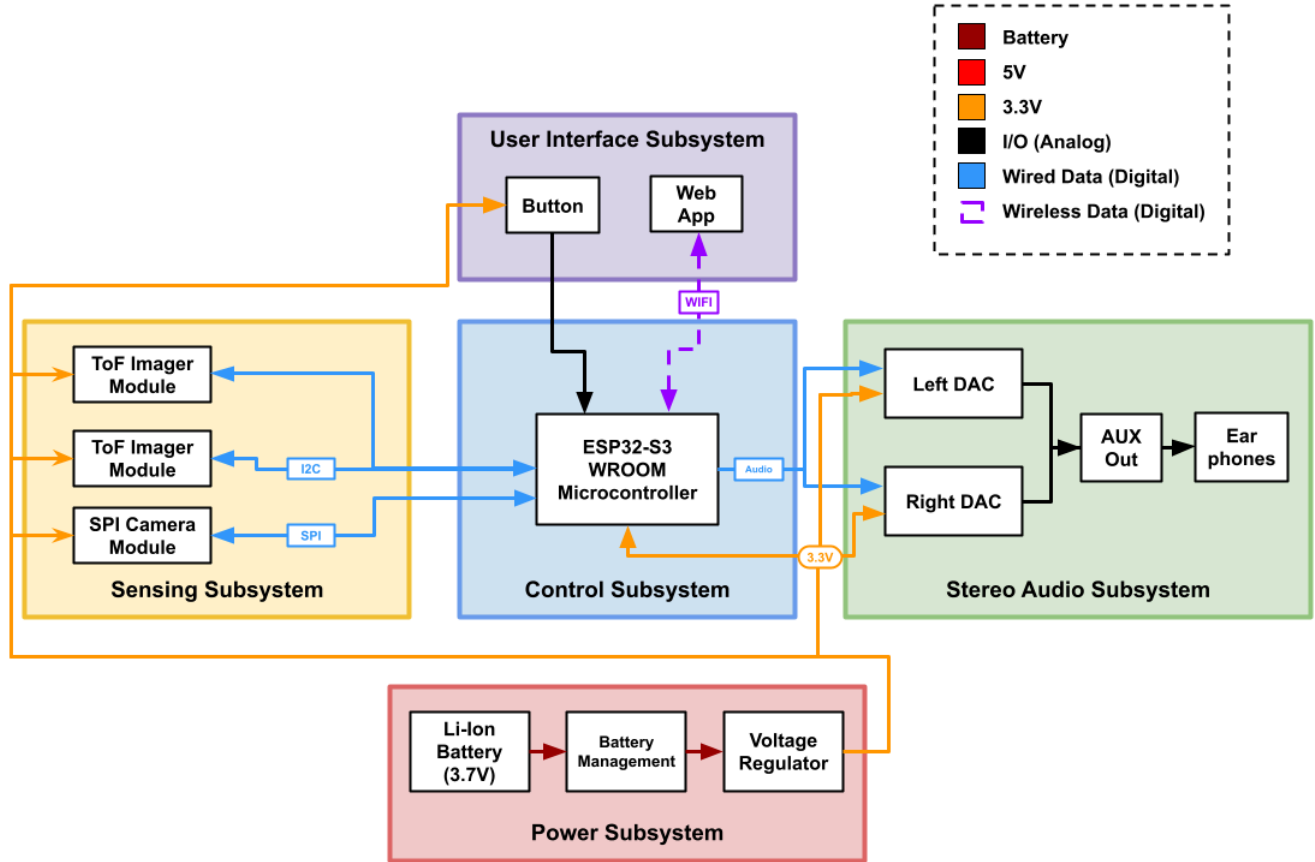 Battery
5V
3.3V
I/O (Analog)
Wired Data (Digital)
Wireless Data (Digital)
User Interface Subsystem
Button
Web
App
WIFI
ToF Imager
Module
ToF Imager
Module
I2C
SPI Camera
Module
SPI
Sensing Subsystem
ESP32-S3
WROOM
Microcontroller
Audio
3.3V
Control Subsystem
Left DAC
Right DAC
AUX
Out
Ear
phones
Stereo Audio Subsystem
Li-Ion
Battery
(3.7V)
Battery
Management
Voltage
Regulator
Power Subsystem